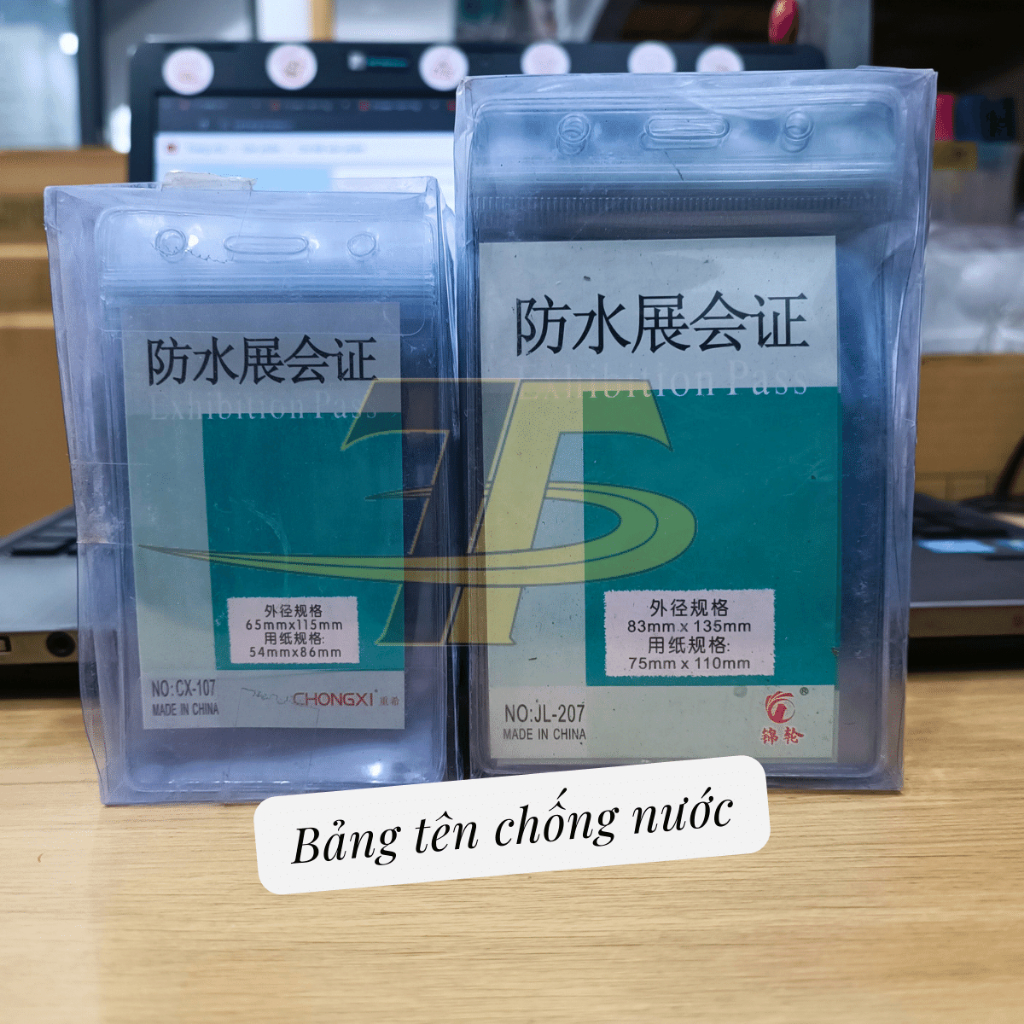 防水展会证
Exhibition Pass
外径规格
65mmx115mm
用纸规格:
54mmx86mm
NO:CX-107
MADE IN CHINA
CHONGXI®重希
防水展会证
Exhibition Pass
外径规格
83mm x 135mm
用纸规格:
75mm x 110mm
NO:JL-207
MADE IN CHINA
®
锦轮
Bảng tên chống nước